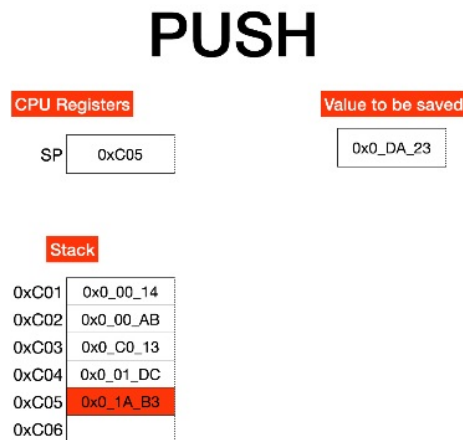 PUSH
CPU Registers
Value to be saved
SP 0xC05
0x0_DA_23
Stack
0xC01 0x0_00_14
0xC02 0x0_00_AB
0xC03 0x0_C0_13
0xC04 0x0_01_DC
0xC05 0x0_1A_B3
0xC06